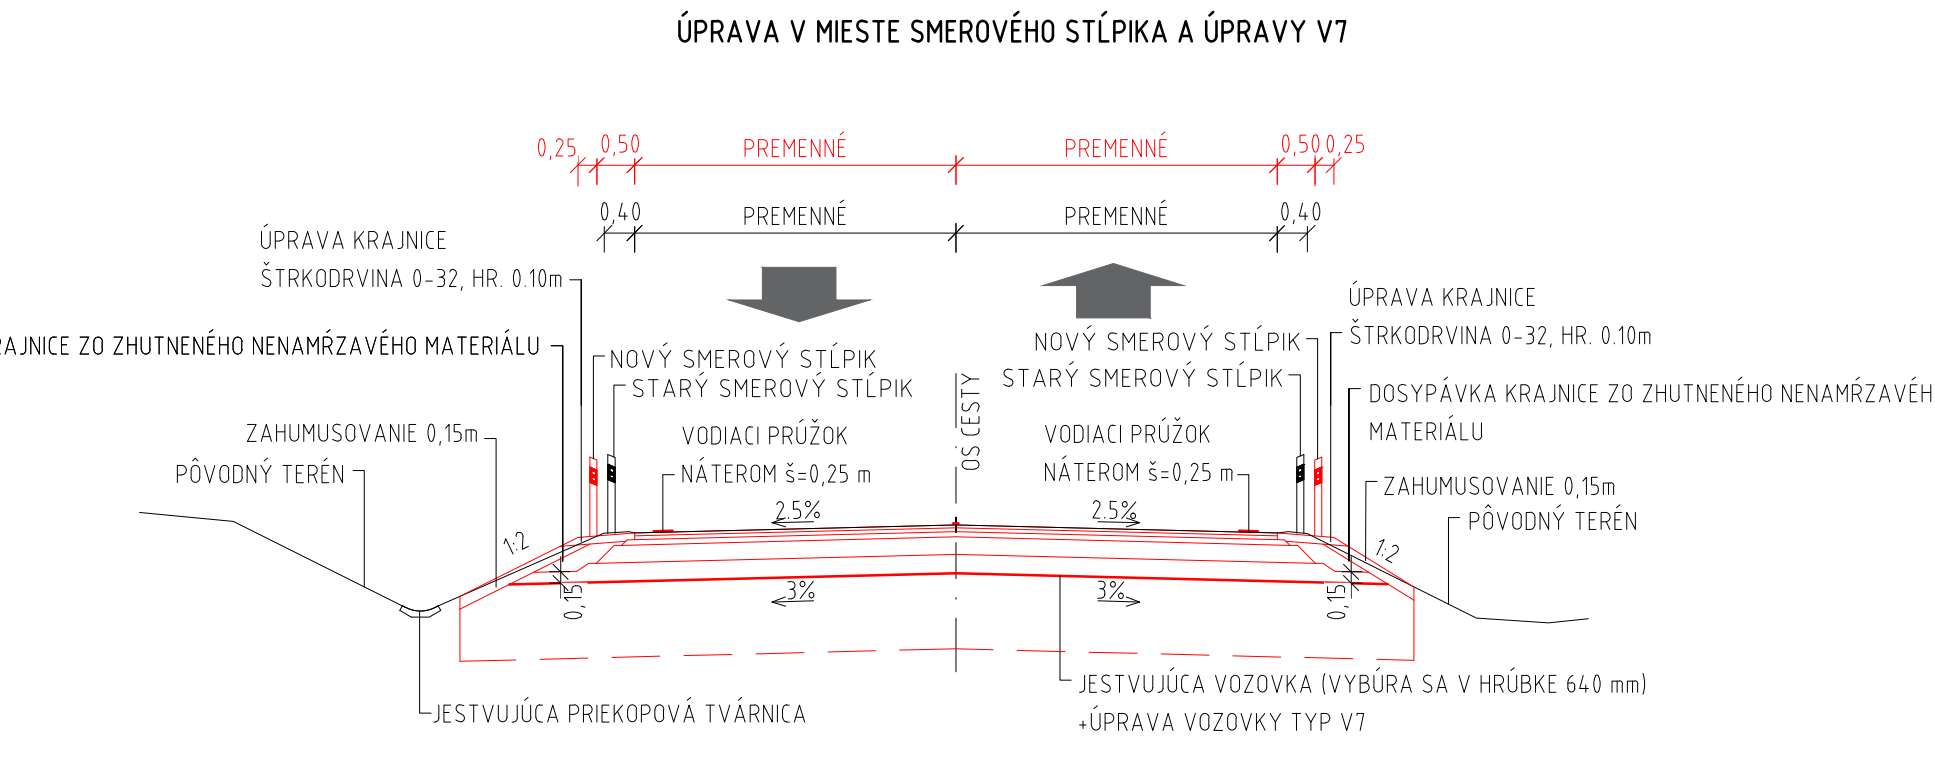 ÚPRAVA V MIESTE SMEROVÉHO STĹPIKA A ÚPRAVY V7
0,25 0,50 PREMENNÉ PREMENNÉ 0,50 0,25
0,40 PREMENNÉ PREMENNÉ 0,40
ÚPRAVA KRAJNICE
ŠTRKODRVINA 0-32, HR. 0.10m
RAJNICE ZO ZHUTNENÉHO NENAMŔZAVÉHO MATERIÁLU
NOVÝ SMEROVÝ STĹPIK
STARÝ SMEROVÝ STĹPIK
ZAHUMUSOVANIE 0,15m
PÔVODNÝ TERÉN
VODIACI PRÚŽOK
NÁTEROM š=0,25 m
OS CESTY
NOVÝ SMEROVÝ STĹPIK
STARÝ SMEROVÝ STĹPIK
VODIACI PRÚŽOK
NÁTEROM š=0,25 m
ÚPRAVA KRAJNICE
ŠTRKODRVINA 0-32, HR. 0.10m
DOSYPÁVKA KRAJNICE ZO ZHUTNENÉHO NENAMŔZAVÉH
MATERIÁLU
ZAHUMUSOVANIE 0,15m
PÔVODNÝ TERÉN
2.5% 2.5%
1:2 1:2
3% 3%
0,15 0,15
JESTVUJÚCA PRIEKOPOVÁ TVÁRNICA
JESTVUJÚCA VOZOVKA (VYBÚRA SA V HRÚBKE 640 mm)
+ÚPRAVA VOZOVKY TYP V7